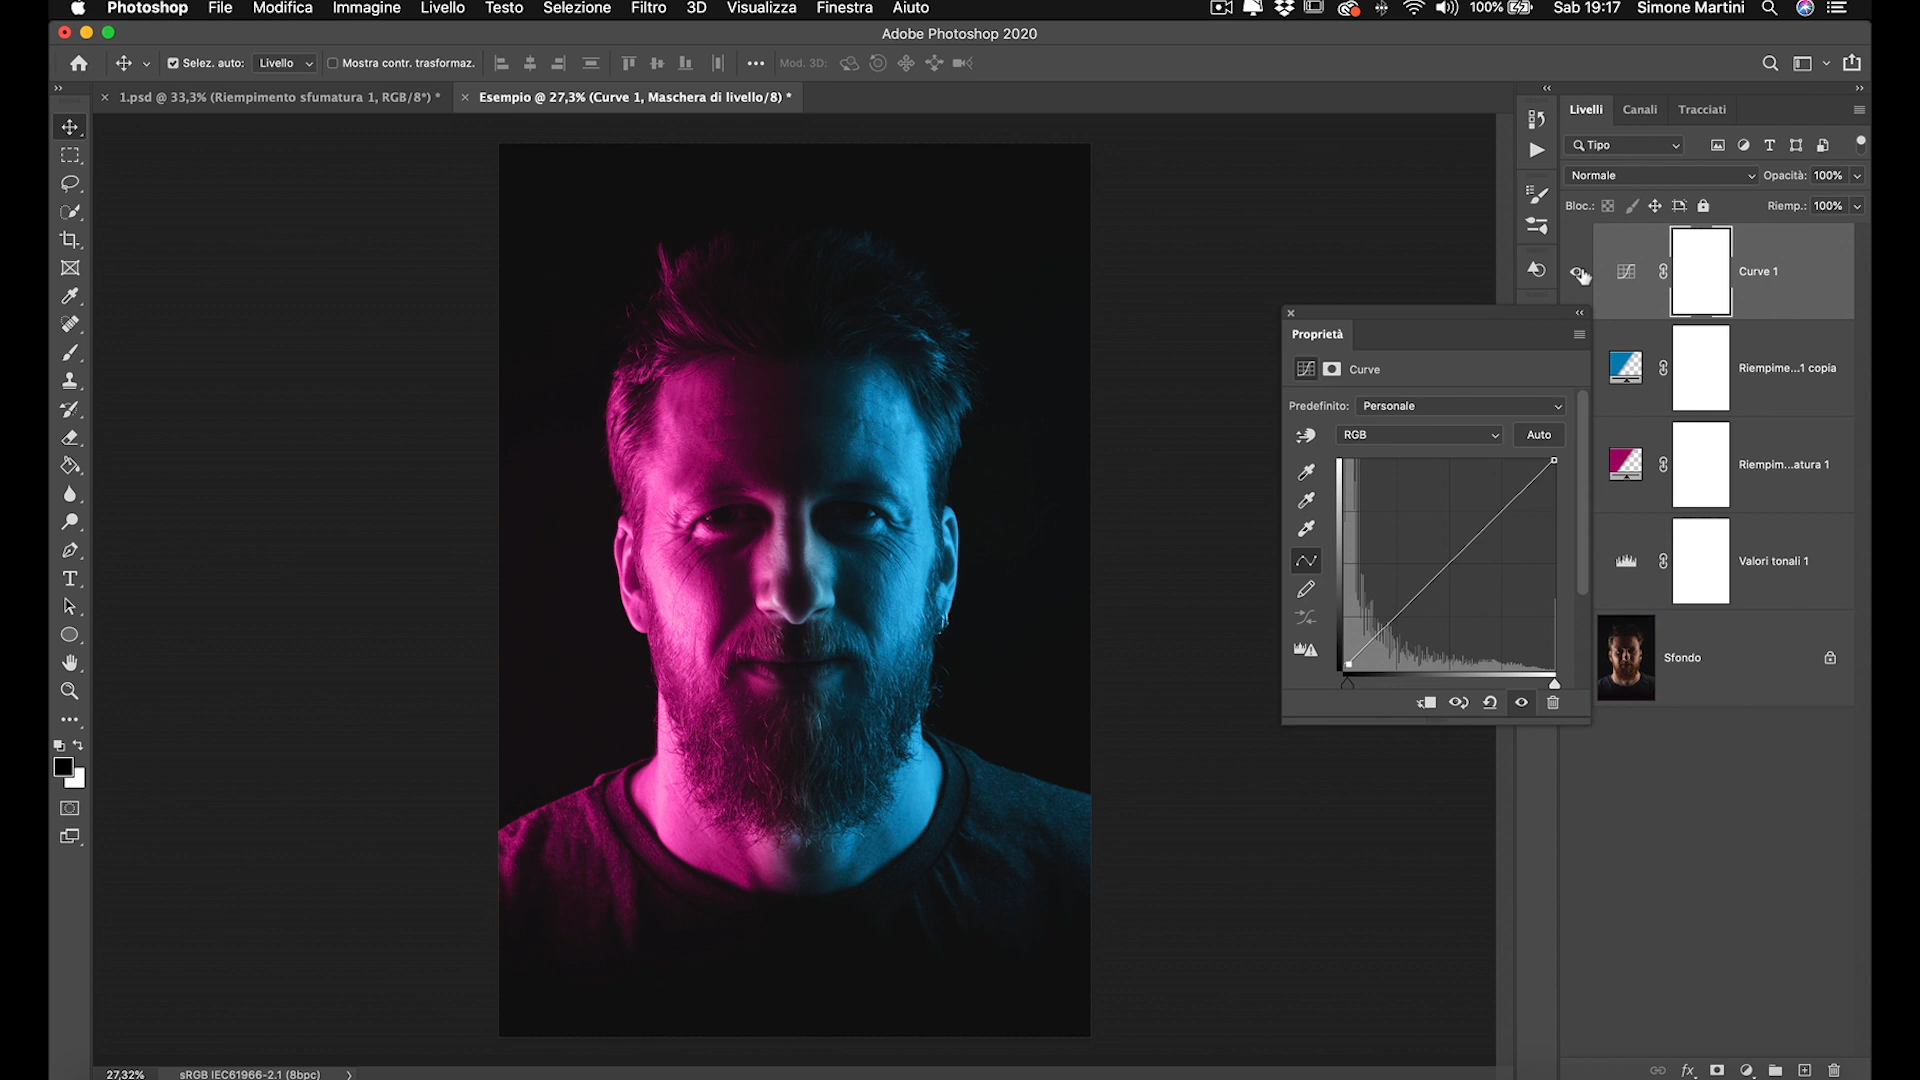 Photoshop File Modifica Immagine Livello Testo Selezione Filtro 3D Visualizza Finestra Aiuto 100% Sab 19:17 Simone Martini
Adobe Photoshop 2020
Selez. auto: Livello Mostra contr. trasformaz. Mod. 3D:
1.psd @ 33,3% (Riempimento sfumatura 1, RGB/8*) *
Esempio @ 27,3% (Curve 1, Maschera di livello/8) *
Livelli Canali Tracciati
Tipo
Normale Opacità: 100%
Bloc.: Riemp.: 100%
Curve 1
Proprietà
Curve
Predefinito: Personale
RGB Auto
Riempime...1 copia
Riempim...atura 1
Valori tonali 1
Sfondo
27,32% sRGB IEC61966-2.1 (8bpc)
fx